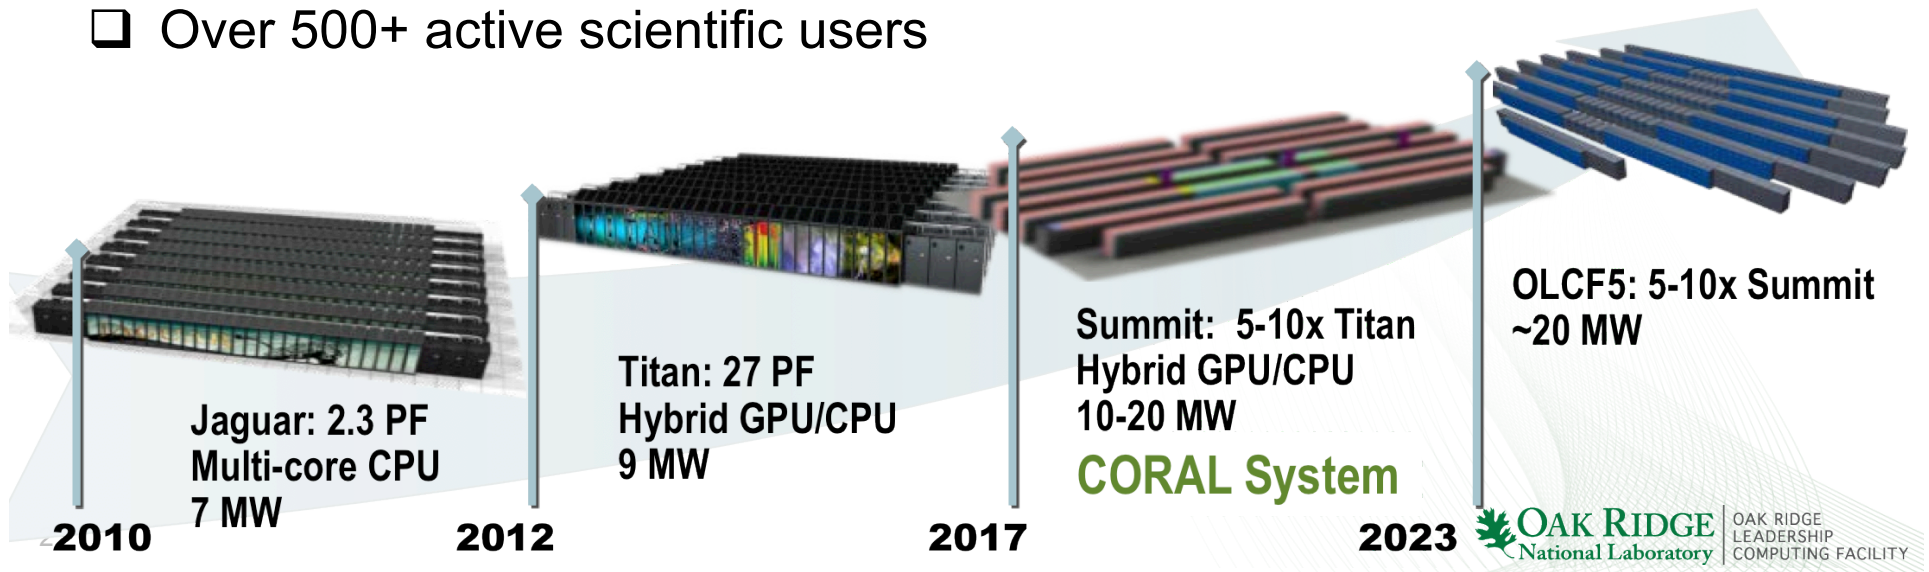 ❑ Over 500+ active scientific users
OLCF5: 5-10x Summit
~20 MW
Summit: 5-10x Titan
Hybrid GPU/CPU
10-20 MW
CORAL System
Titan: 27 PF
Hybrid GPU/CPU
9 MW
Jaguar: 2.3 PF
Multi-core CPU
7 MW
2010 2012 2017 2023
OAK RIDGE
National Laboratory
OAK RIDGE
LEADERSHIP
COMPUTING FACILITY